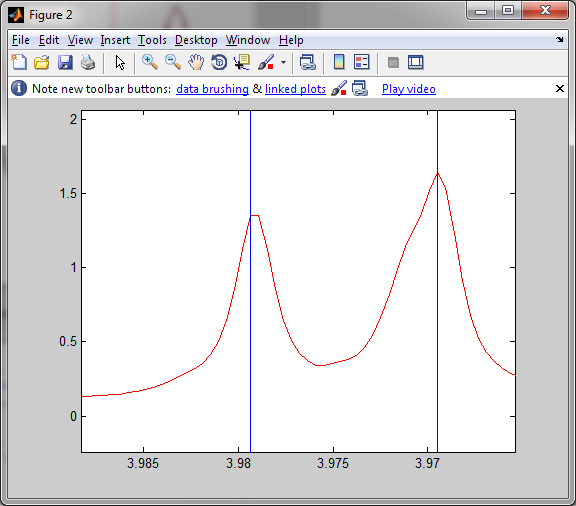 Figure 2
File Edit View Insert Tools Desktop Window Help
Note new toolbar buttons: data brushing & linked plots Play video
2
1.5
1
0.5
0
3.985 3.98 3.975 3.97